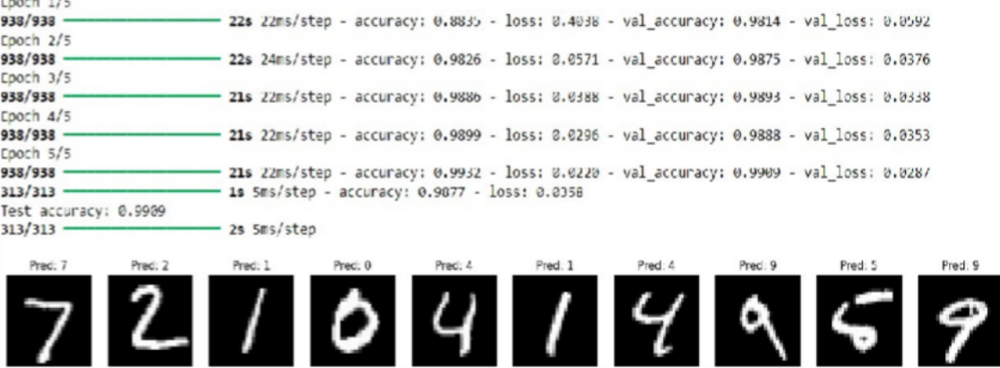 Epoch 1/5
938/938 22s 22ms/step - accuracy: 0.8835 - loss: 0.4038 - val_accuracy: 0.9814 - val_loss: 0.0592
Epoch 2/5
938/938 22s 24ms/step - accuracy: 0.9826 - loss: 0.0571 - val_accuracy: 0.9875 - val_loss: 0.0376
Epoch 3/5
938/938 21s 22ms/step - accuracy: 0.9886 - loss: 0.0388 - val_accuracy: 0.9893 - val_loss: 0.0338
Epoch 4/5
938/938 21s 22ms/step - accuracy: 0.9899 - loss: 0.0296 - val_accuracy: 0.9888 - val_loss: 0.0353
Epoch 5/5
938/938 21s 22ms/step - accuracy: 0.9932 - loss: 0.0220 - val_accuracy: 0.9909 - val_loss: 0.0287
313/313 1s 5ms/step - accuracy: 0.9877 - loss: 0.0358
Test accuracy: 0.9909
313/313 2s 5ms/step
Pred: 7 Pred: 2 Pred: 1 Pred: 0 Pred: 4 Pred: 1 Pred: 4 Pred: 9 Pred: 5 Pred: 9
7 2 1 0 4 1 4 9 5 9